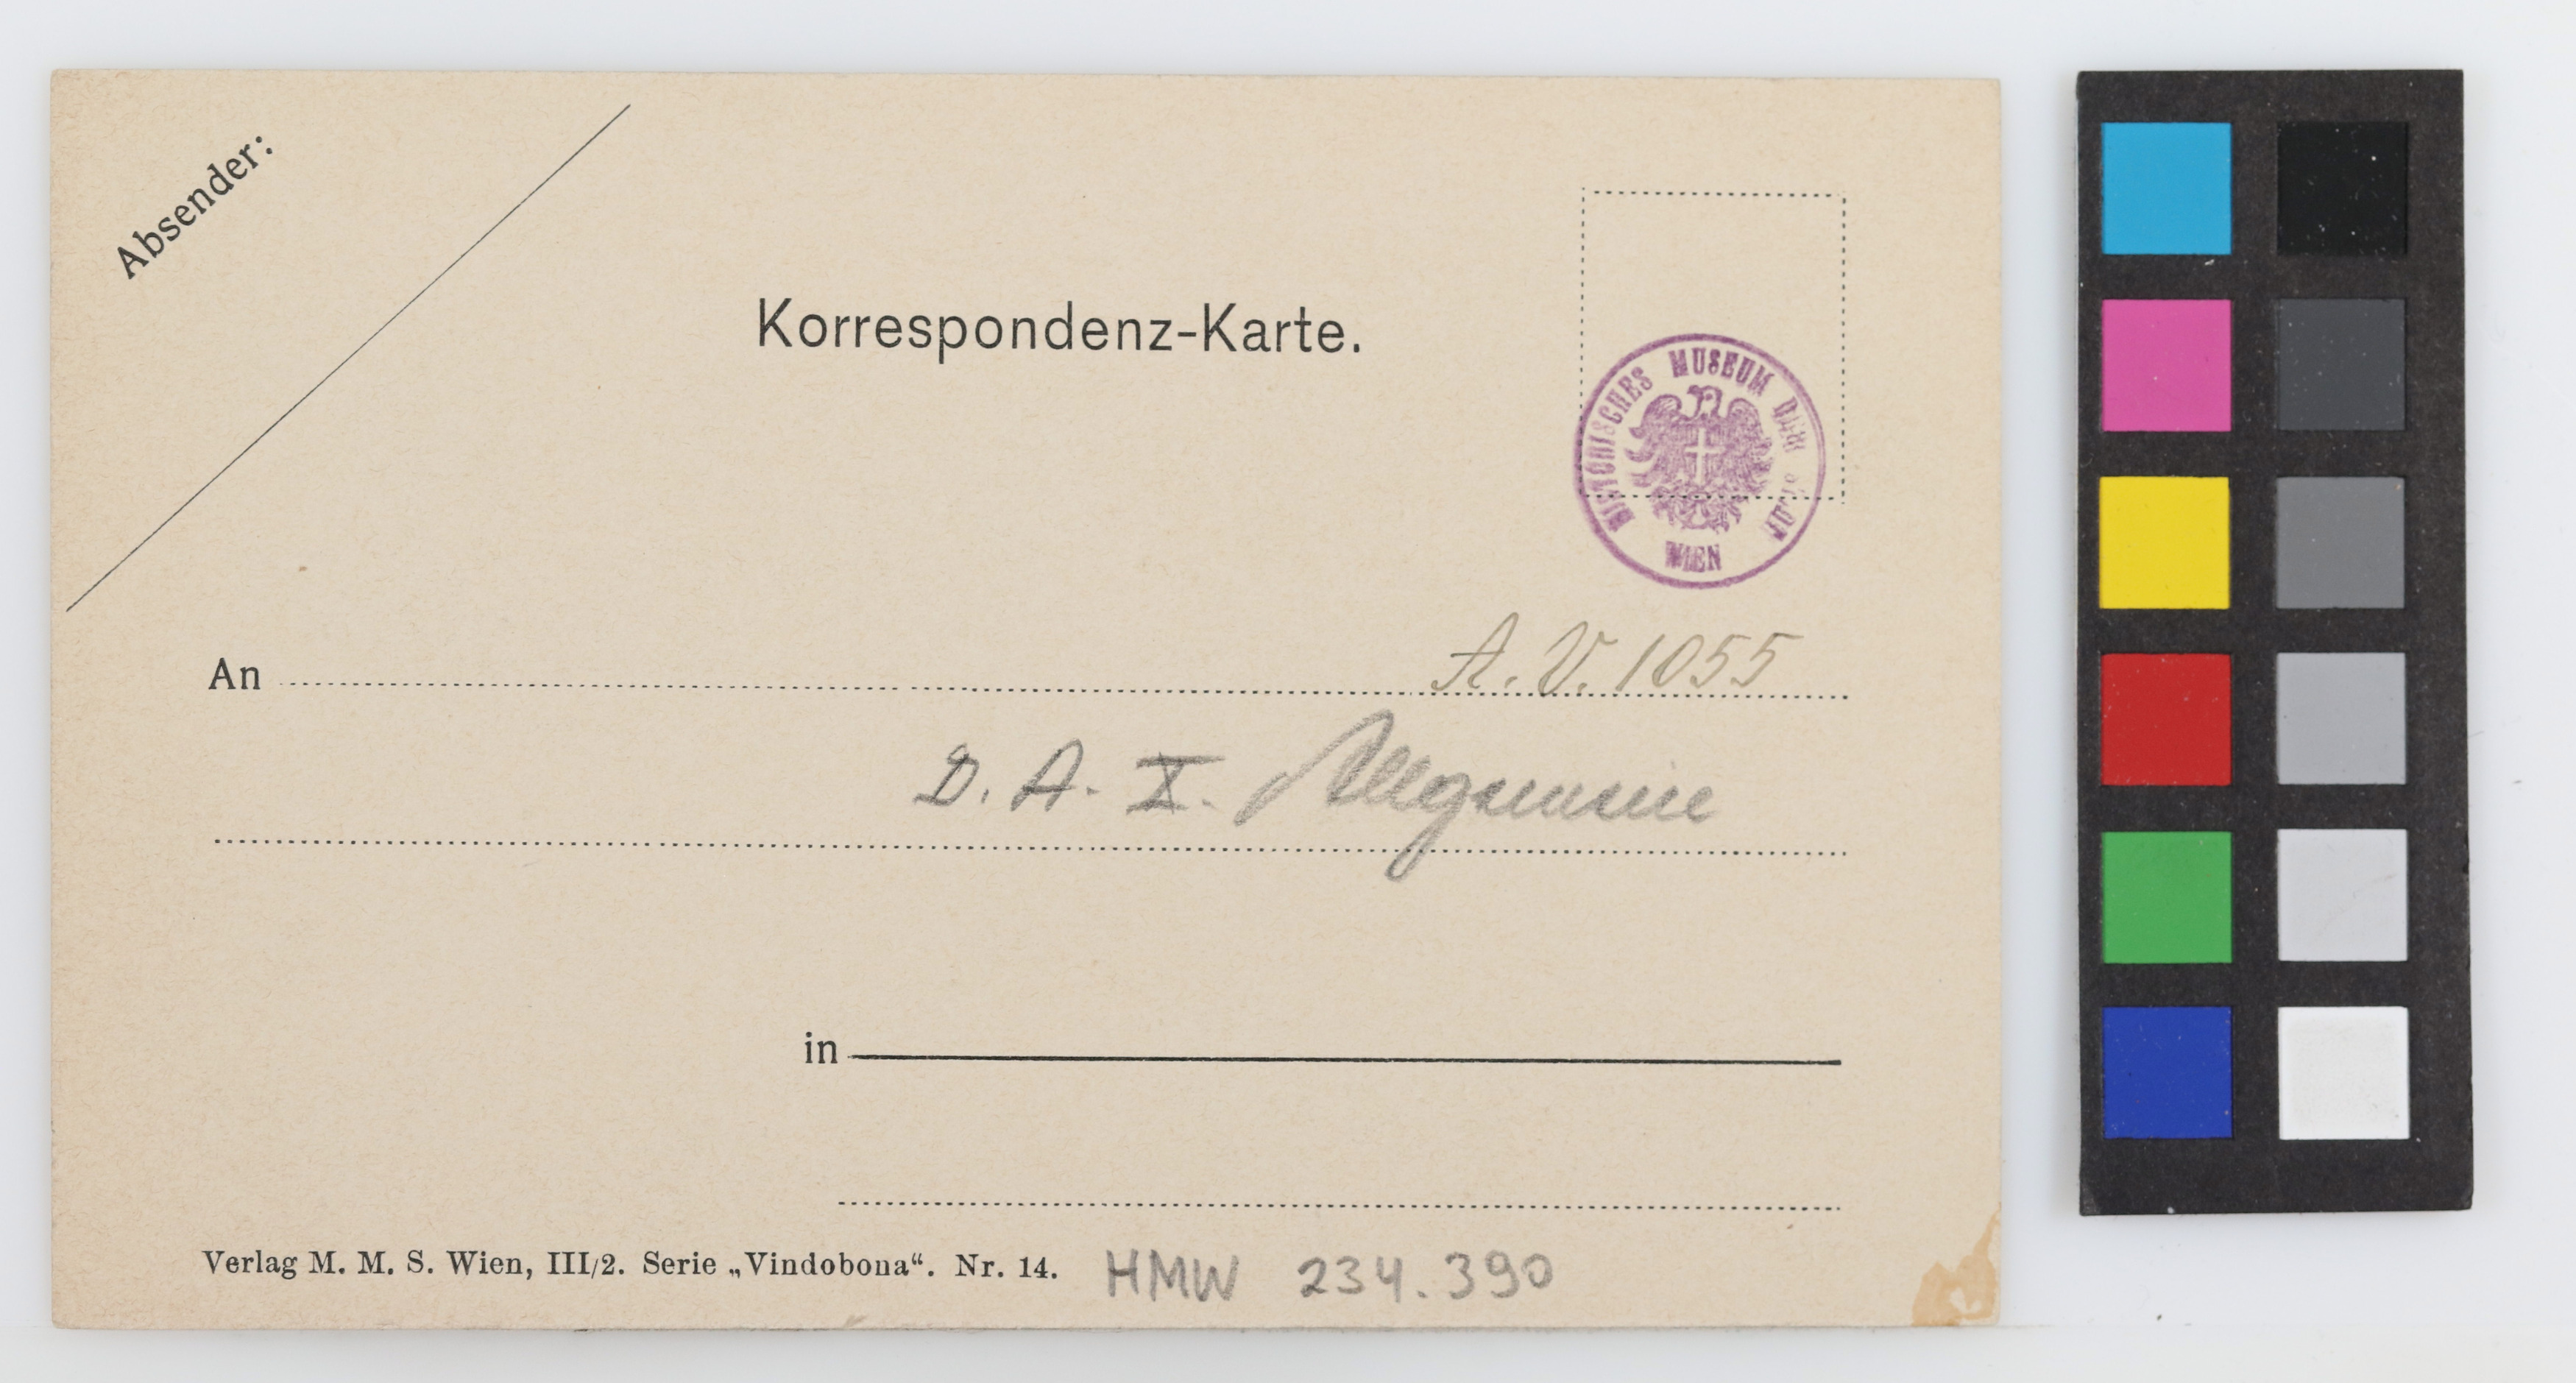 Absender:
Korrespondenz-Karte.
HISTORISCHES MUSEUM DER STADT
WIEN
An
A. V. 1055
D. A. X. Allgemeine
in
Verlag M. M. S. Wien, III/2. Serie „Vindobona“. Nr. 14.
HMW 234.390